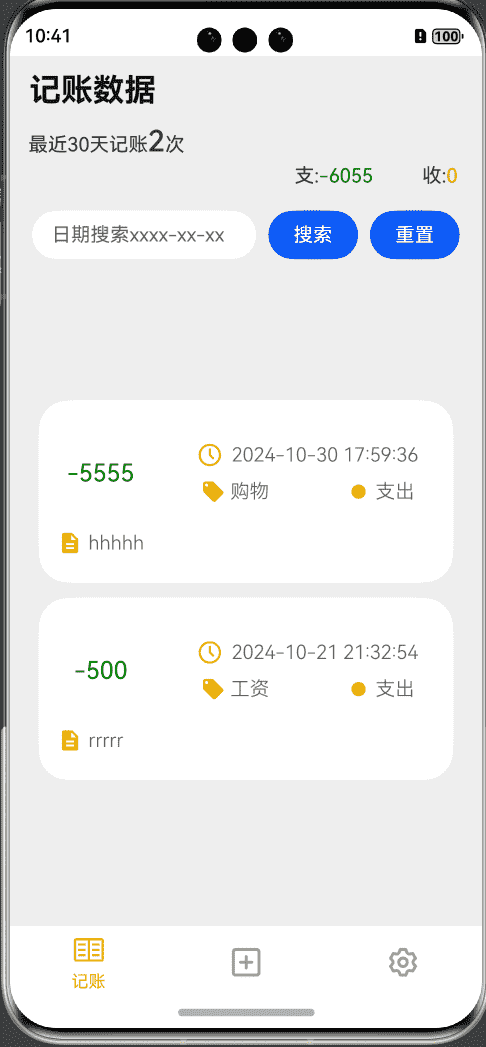 10:41
100
记账数据
最近30天记账2次
支:-6055 收:0
日期搜索xxxx-xx-xx 搜索 重置
2024-10-30 17:59:36
-5555
购物 支出
hhhhh
2024-10-21 21:32:54
-500
工资 支出
rrrrr
记账